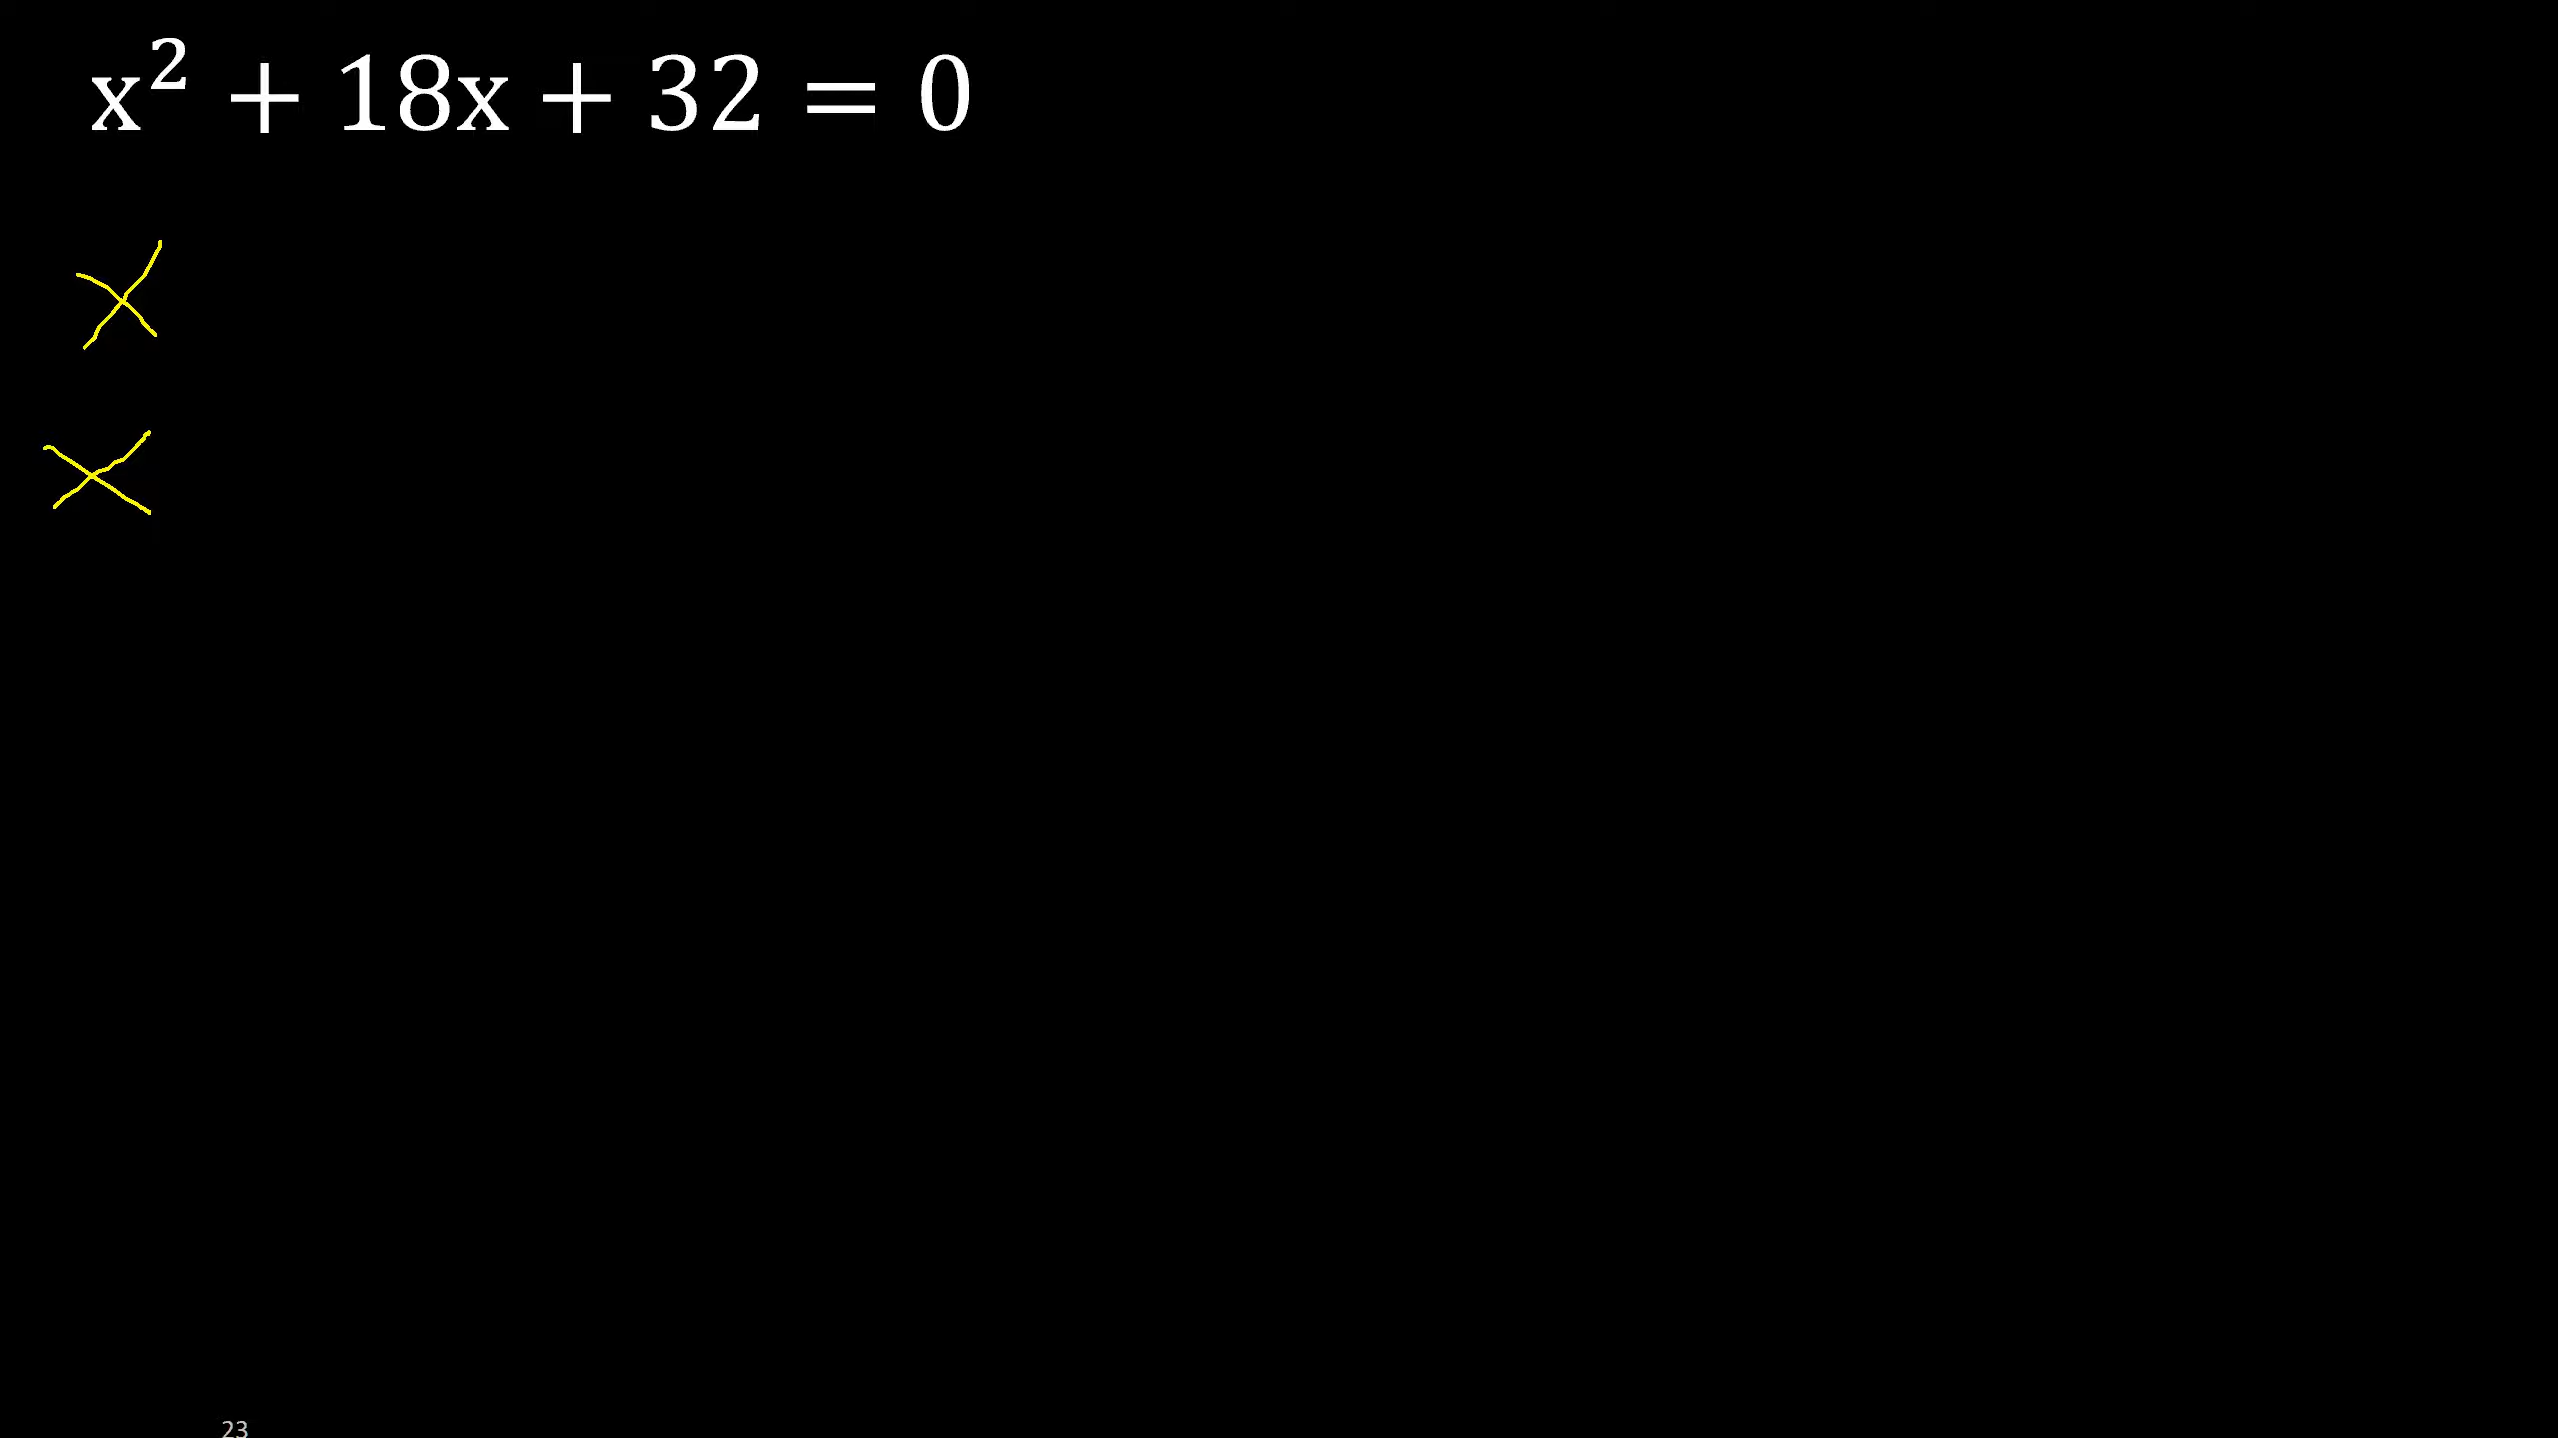 x² + 18x + 32 = 0
x
x
23